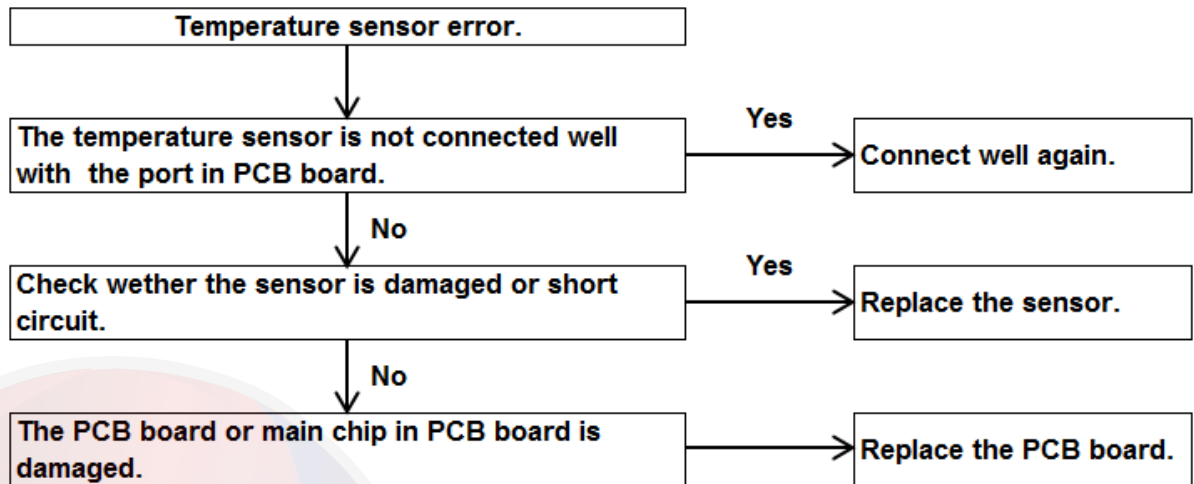 Temperature sensor error.
The temperature sensor is not connected well
with the port in PCB board.
Yes
Connect well again.
No
Check wether the sensor is damaged or short
circuit.
Yes
Replace the sensor.
No
The PCB board or main chip in PCB board is
damaged.
Replace the PCB board.